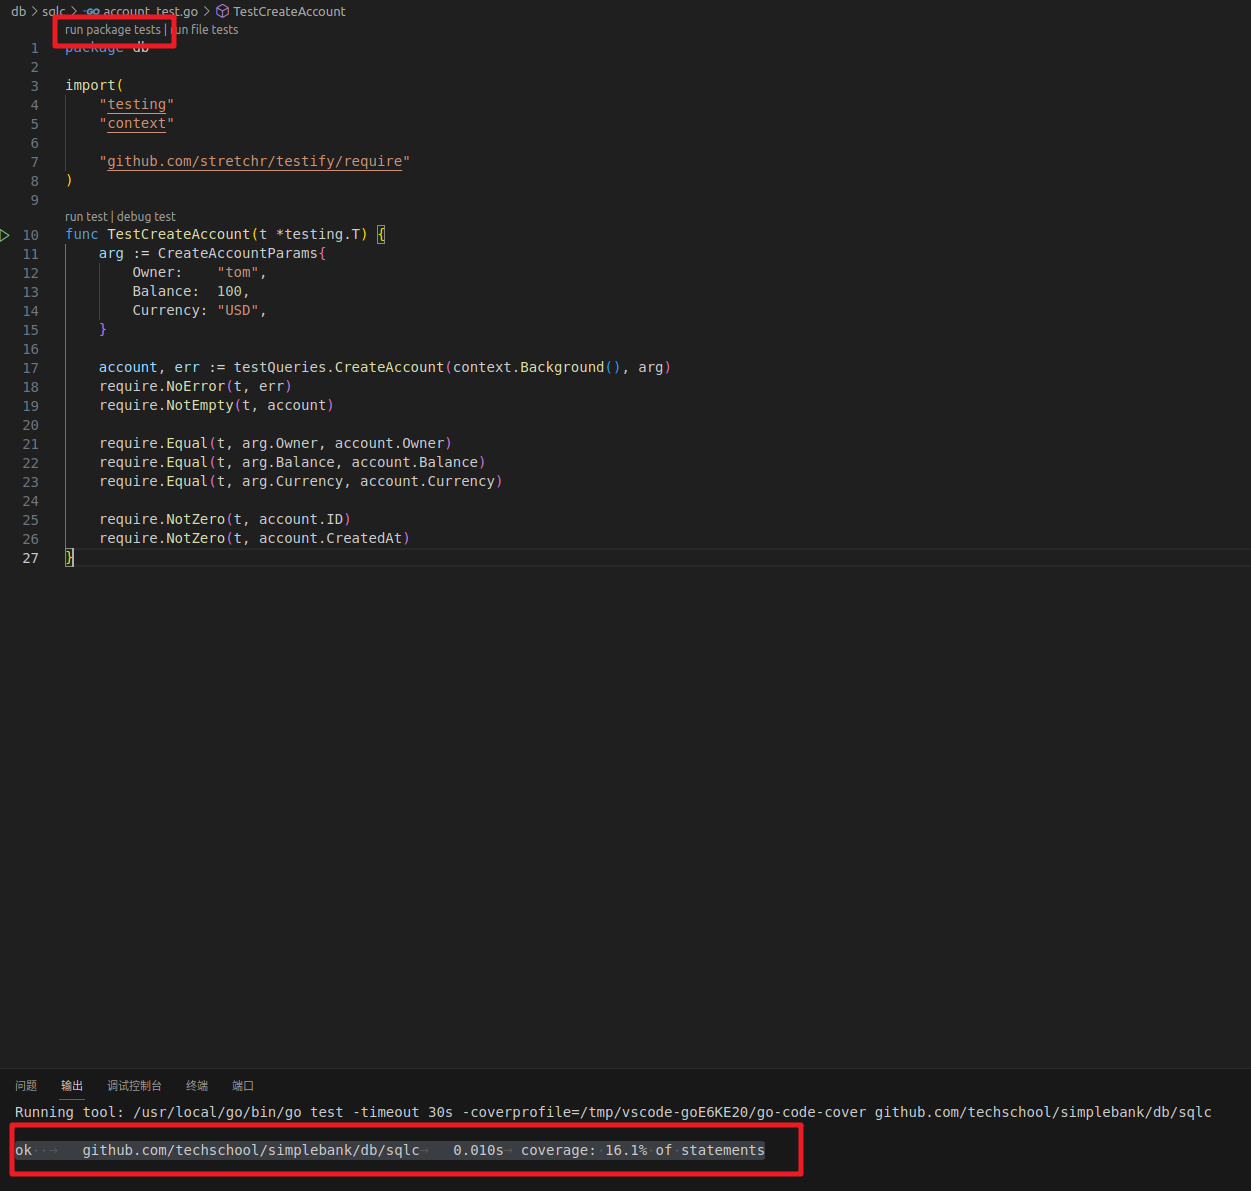 db > sqlc > account_test.go > TestCreateAccount
run package tests | run file tests
1 package db
2
3 import(
4 "testing"
5 "context"
6
7 "github.com/stretchr/testify/require"
8 )
9
run test | debug test
10 func TestCreateAccount(t *testing.T) {
11 arg := CreateAccountParams{
12 Owner: "tom",
13 Balance: 100,
14 Currency: "USD",
15 }
16
17 account, err := testQueries.CreateAccount(context.Background(), arg)
18 require.NoError(t, err)
19 require.NotEmpty(t, account)
20
21 require.Equal(t, arg.Owner, account.Owner)
22 require.Equal(t, arg.Balance, account.Balance)
23 require.Equal(t, arg.Currency, account.Currency)
24
25 require.NotZero(t, account.ID)
26 require.NotZero(t, account.CreatedAt)
27 }
问题 输出 调试控制台 终端 端口
Running tool: /usr/local/go/bin/go test -timeout 30s -coverprofile=/tmp/vscode-goE6KE20/go-code-cover github.com/techschool/simplebank/db/sqlc
ok github.com/techschool/simplebank/db/sqlc 0.010s coverage: 16.1% of statements